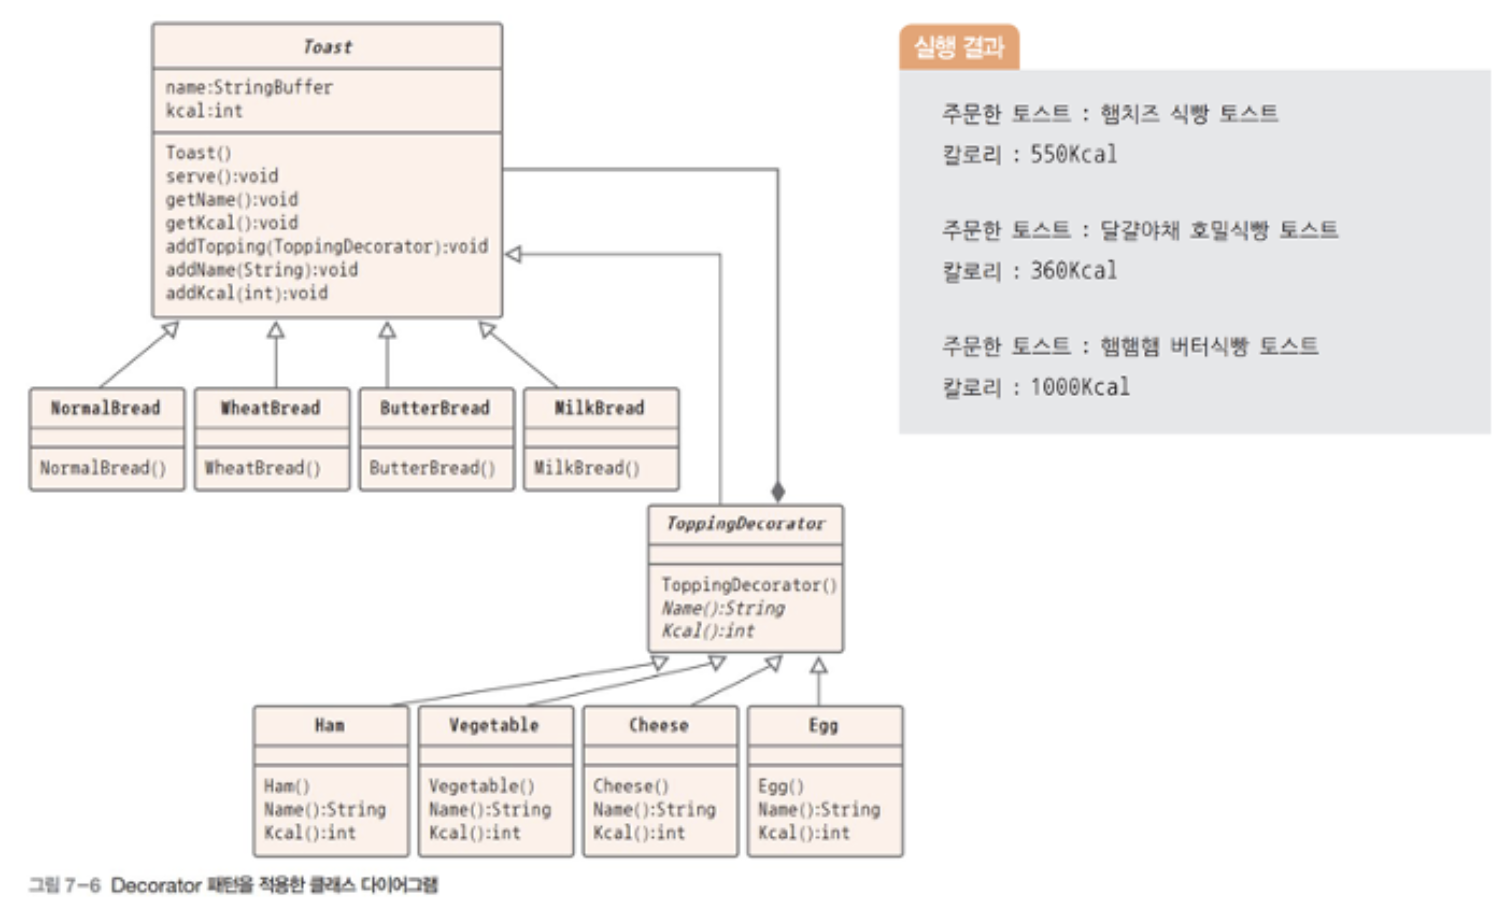 Toast
name:StringBuffer
kcal:int
Toast()
serve():void
getName():void
getKcal():void
addTopping(ToppingDecorator):void
addName(String):void
addKcal(int):void
NormalBread
NormalBread()
WheatBread
WheatBread()
ButterBread
ButterBread()
MilkBread
MilkBread()
ToppingDecorator
ToppingDecorator()
Name():String
Kcal():int
Ham
Ham()
Name():String
Kcal():int
Vegetable
Vegetable()
Name():String
Kcal():int
Cheese
Cheese()
Name():String
Kcal():int
Egg
Egg()
Name():String
Kcal():int
그림 7-6 Decorator 패턴을 적용한 클래스 다이어그램
실행 결과
주문한 토스트 : 햄치즈 식빵 토스트
칼로리 : 550Kcal
주문한 토스트 : 달걀야채 호밀식빵 토스트
칼로리 : 360Kcal
주문한 토스트 : 햄햄햄 버터식빵 토스트
칼로리 : 1000Kcal